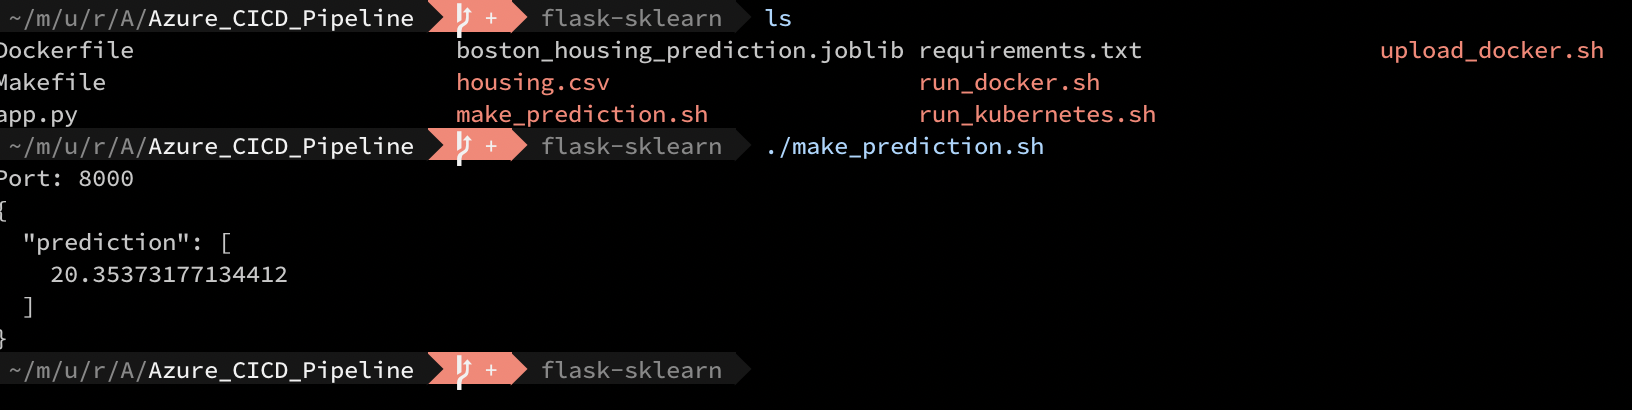 ~/m/u/r/A/Azure_CICD_Pipeline + flask-sklearn ls
Dockerfile boston_housing_prediction.joblib requirements.txt upload_docker.sh
Makefile housing.csv run_docker.sh
app.py make_prediction.sh run_kubernetes.sh
~/m/u/r/A/Azure_CICD_Pipeline + flask-sklearn ./make_prediction.sh
Port: 8000
{
"prediction": [
20.35373177134412
]
}
~/m/u/r/A/Azure_CICD_Pipeline + flask-sklearn